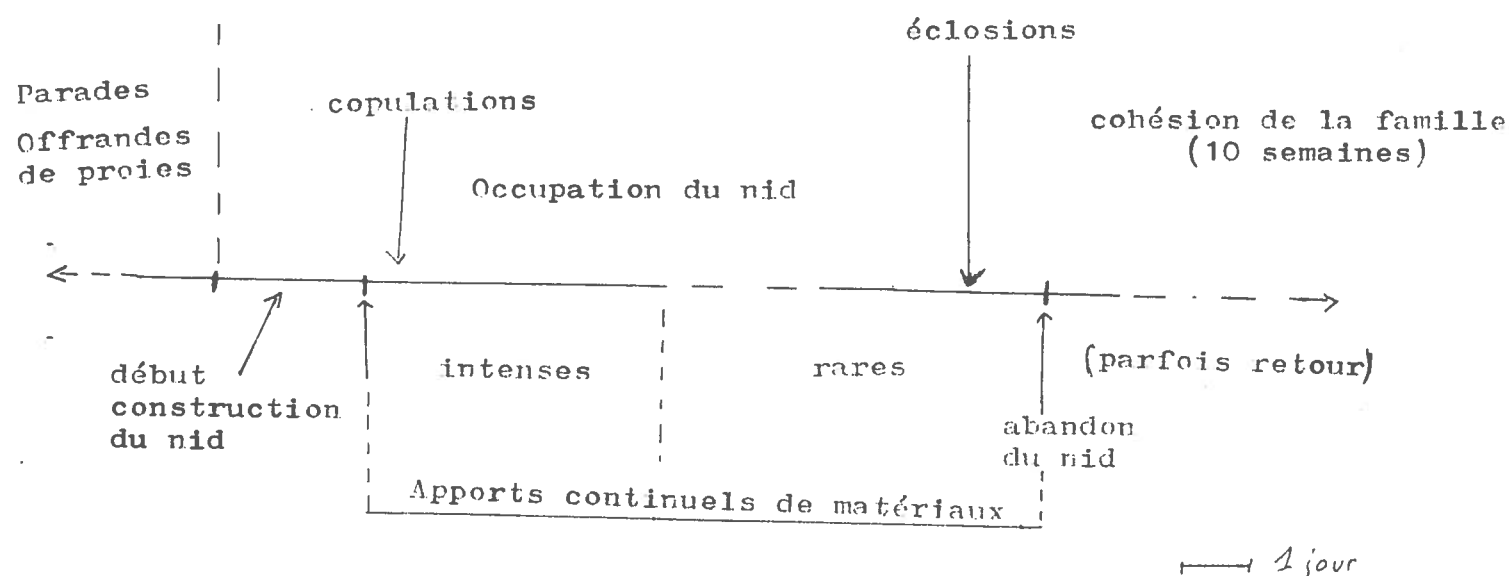 éclosions
Parades
Offrandes
de proies
copulations
cohésion de la famille
(10 semaines)
Occupation du nid
début
construction
du nid
intenses
rares
(parfois retour)
abandon
du nid
Apports continuels de matériaux
1 jour